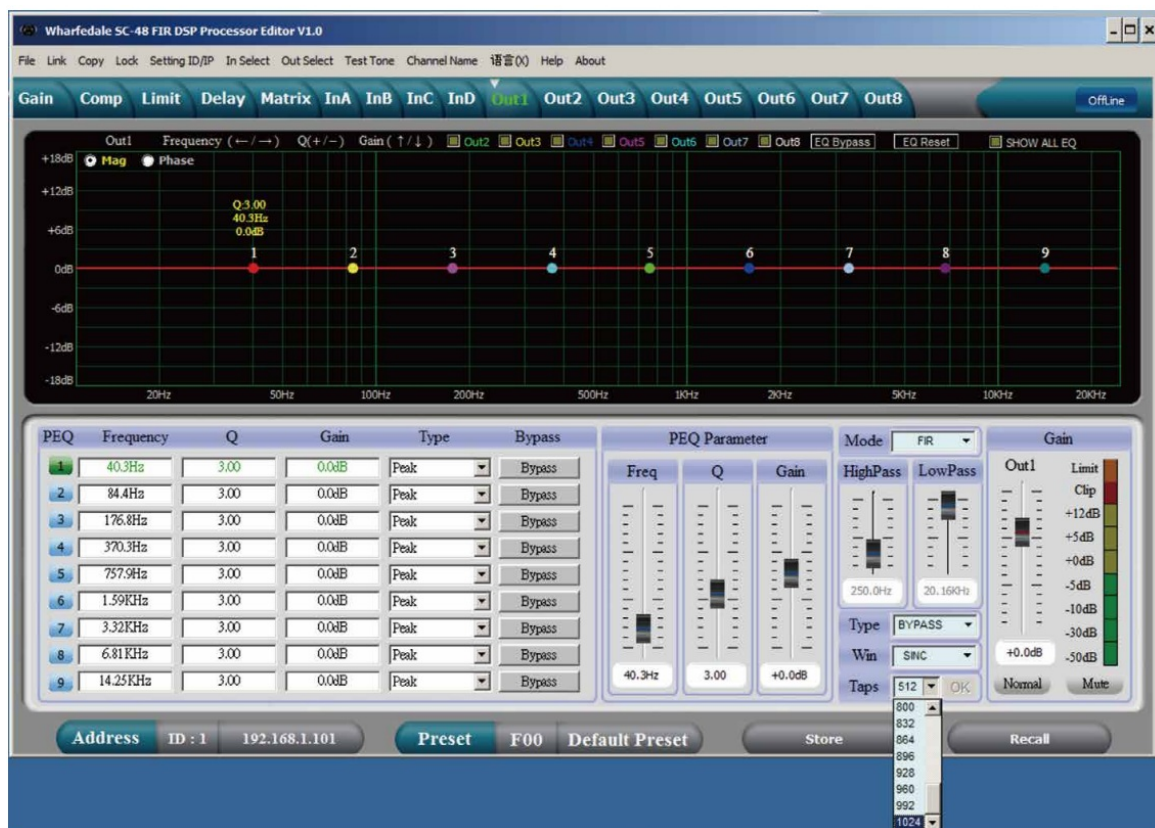 Wharfedale SC-48 FIR DSP Processor Editor V1.0
File Link Copy Lock Setting ID/IP In Select Out Select Test Tone Channel Name 语言(X) Help About
Gain Comp Limit Delay Matrix InA InB InC InD Out1 Out2 Out3 Out4 Out5 Out6 Out7 Out8 OffLine
Out1 Frequency (←/→) Q(+/−) Gain(↑/↓) Out2 Out3 Out4 Out5 Out6 Out7 Out8 EQ Bypass EQ Reset SHOW ALL EQ
+18dB Mag Phase
+12dB
Q:3.00
40.3Hz
+6dB 0.0dB
1 2 3 4 5 6 7 8 9
0dB
-6dB
-12dB
-18dB
20Hz 50Hz 100Hz 200Hz 500Hz 1KHz 2KHz 5KHz 10KHz 20KHz
PEQ Frequency Q Gain Type Bypass
1 40.3Hz 3.00 0.0dB Peak Bypass
2 84.4Hz 3.00 0.0dB Peak Bypass
3 176.8Hz 3.00 0.0dB Peak Bypass
4 370.3Hz 3.00 0.0dB Peak Bypass
5 757.9Hz 3.00 0.0dB Peak Bypass
6 1.59KHz 3.00 0.0dB Peak Bypass
7 3.32KHz 3.00 0.0dB Peak Bypass
8 6.81KHz 3.00 0.0dB Peak Bypass
9 14.25KHz 3.00 0.0dB Peak Bypass
PEQ Parameter
Freq Q Gain
40.3Hz 3.00 +0.0dB
Mode FIR
HighPass LowPass
250.0Hz 20.16KHz
Type BYPASS
Win SINC
Taps 512 OK
800
832
864
896
928
960
992
1024
Gain
Out1 Limit
Clip
+12dB
+5dB
+0dB
-5dB
-10dB
-30dB
+0.0dB -50dB
Normal Mute
Address ID : 1 192.168.1.101 Preset F00 Default Preset Store Recall